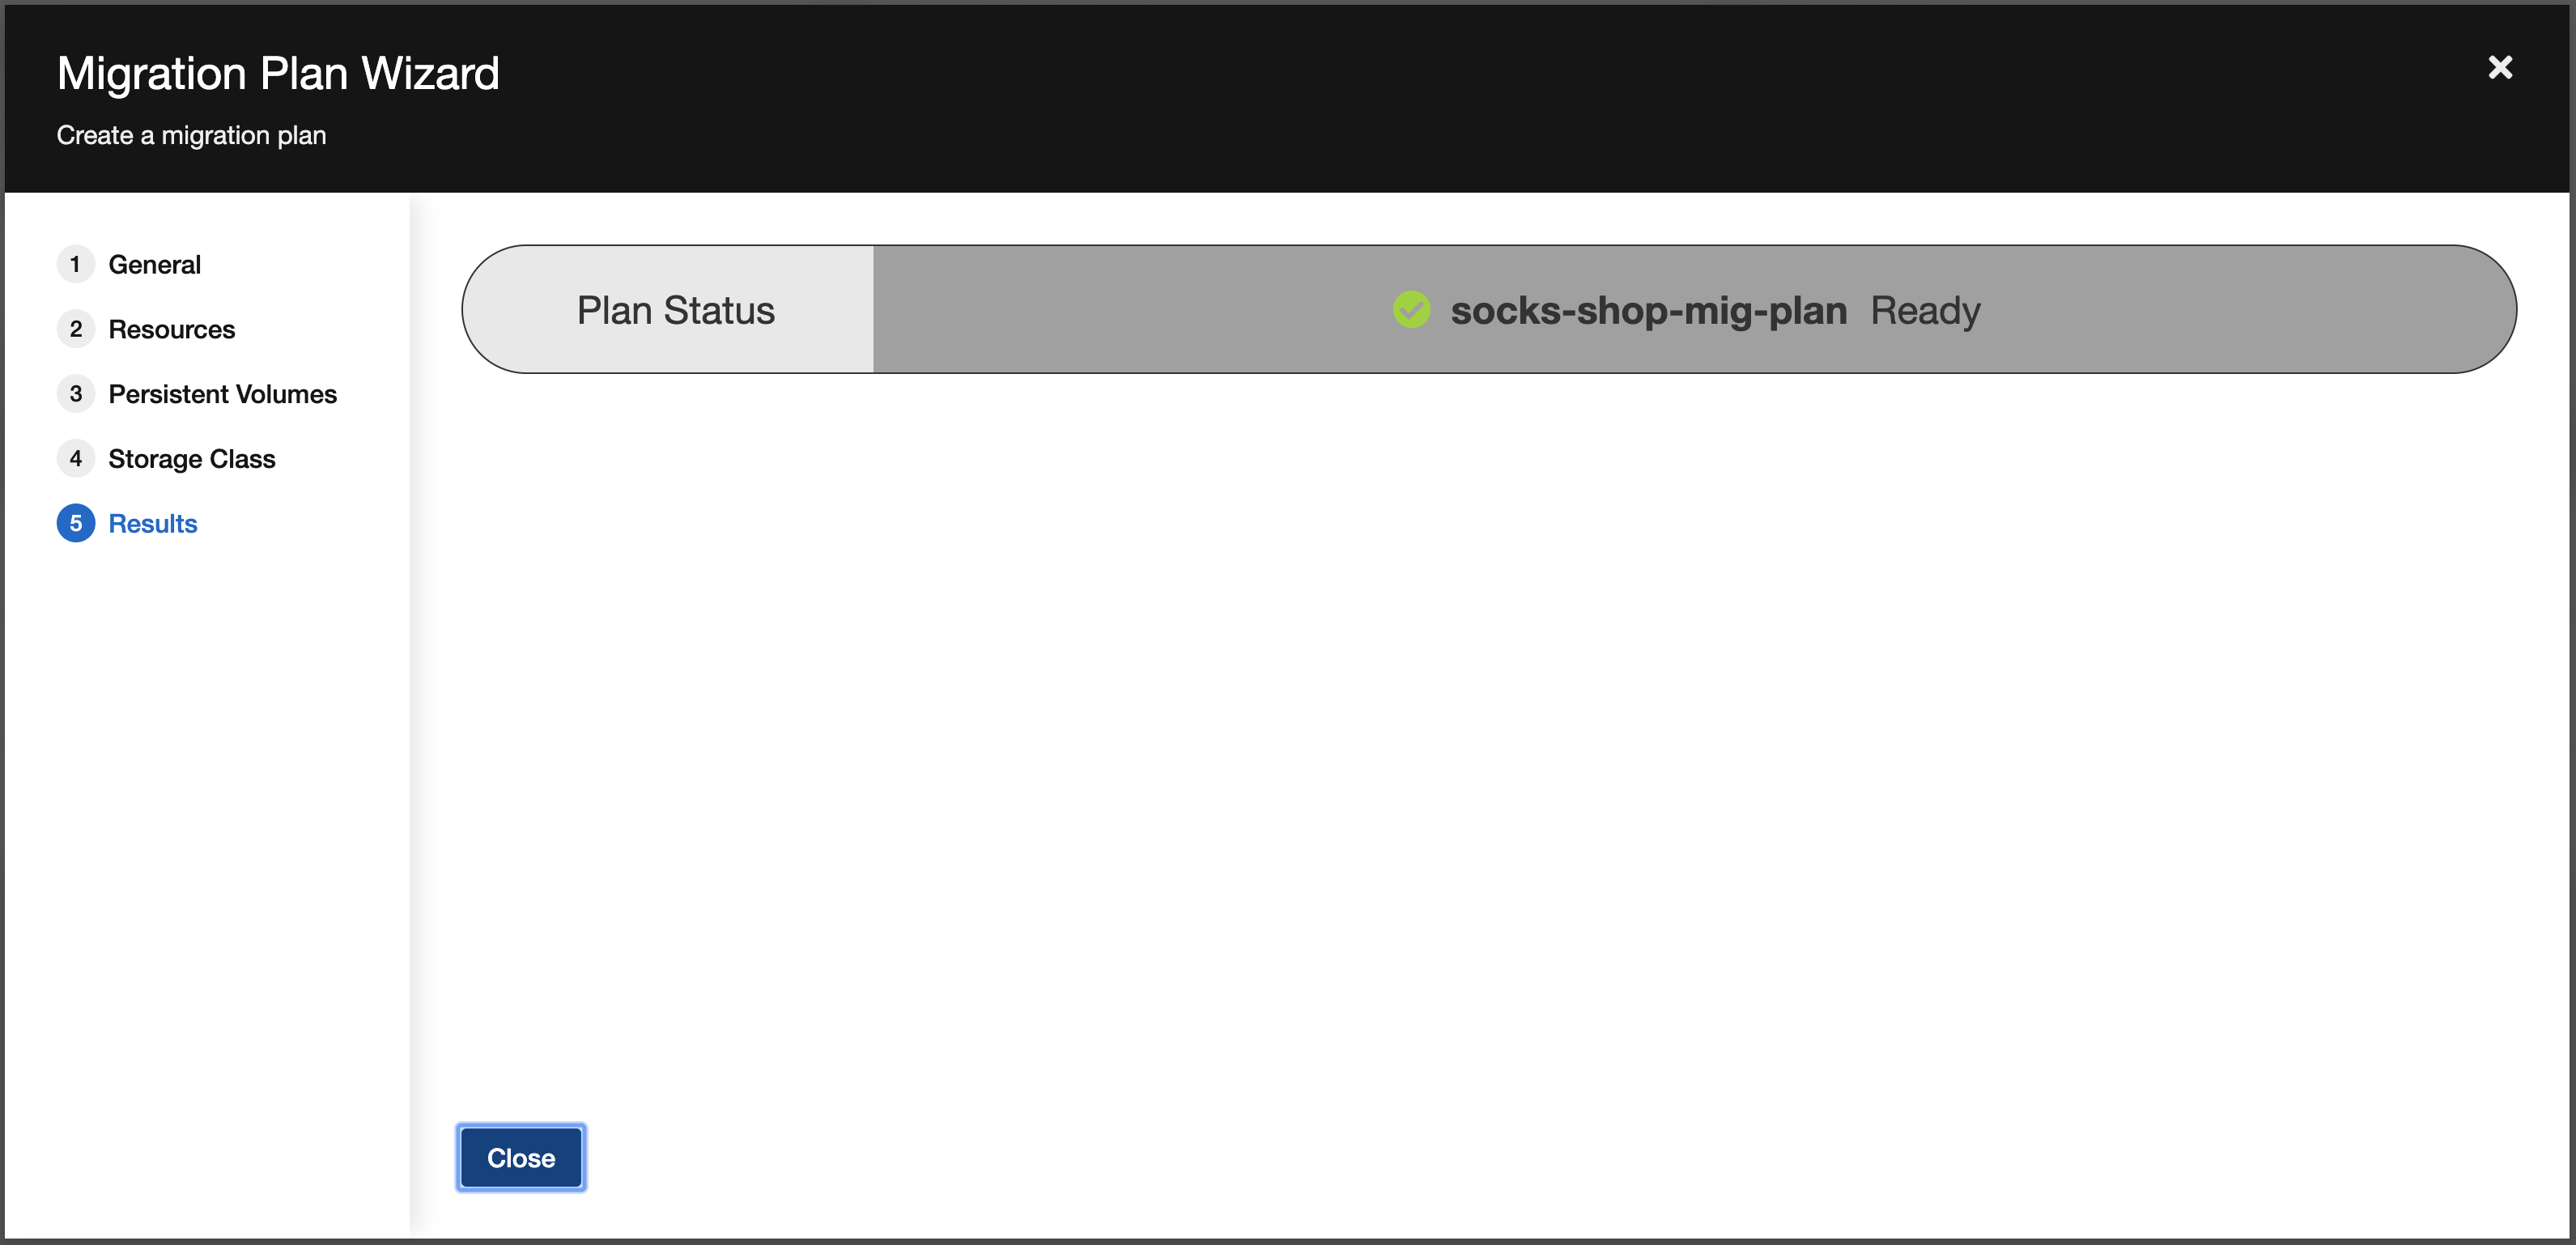 Migration Plan Wizard
Create a migration plan
1 General
2 Resources
3 Persistent Volumes
4 Storage Class
5 Results
Plan Status
socks-shop-mig-plan Ready
Close